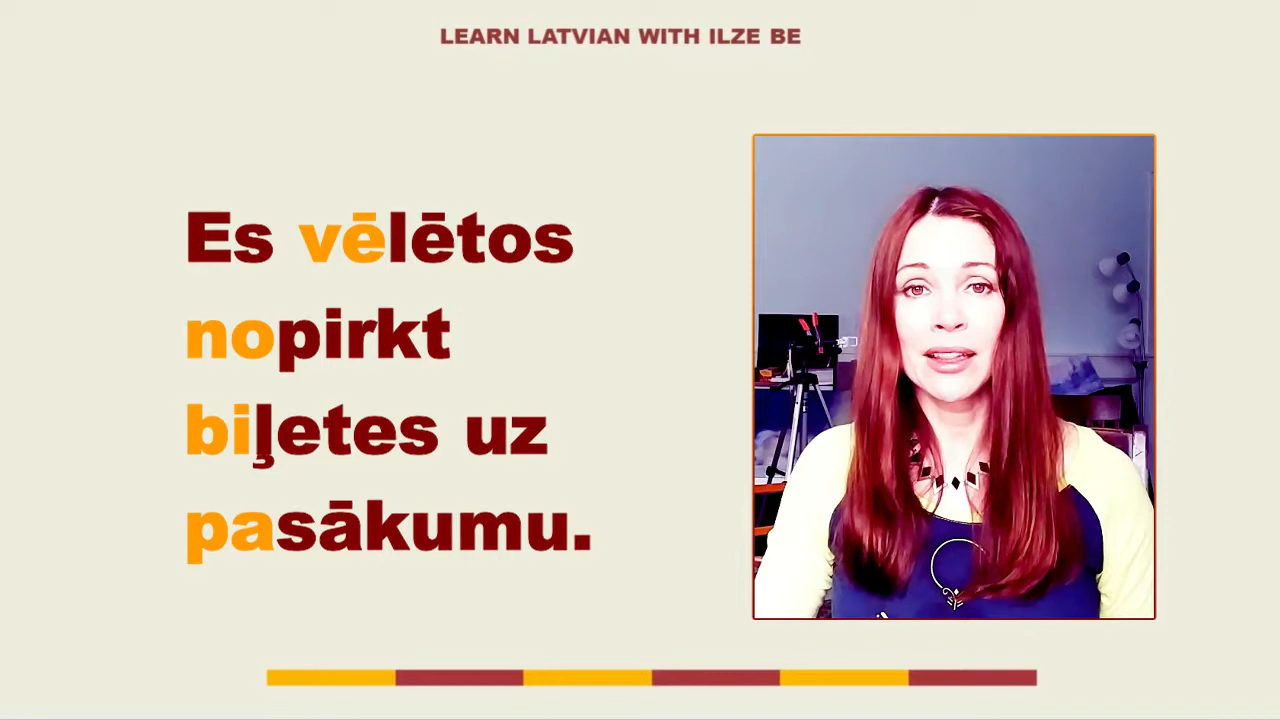 LEARN LATVIAN WITH ILZE BE
Es vēlētos
nopirkt
biļetes uz
pasākumu.